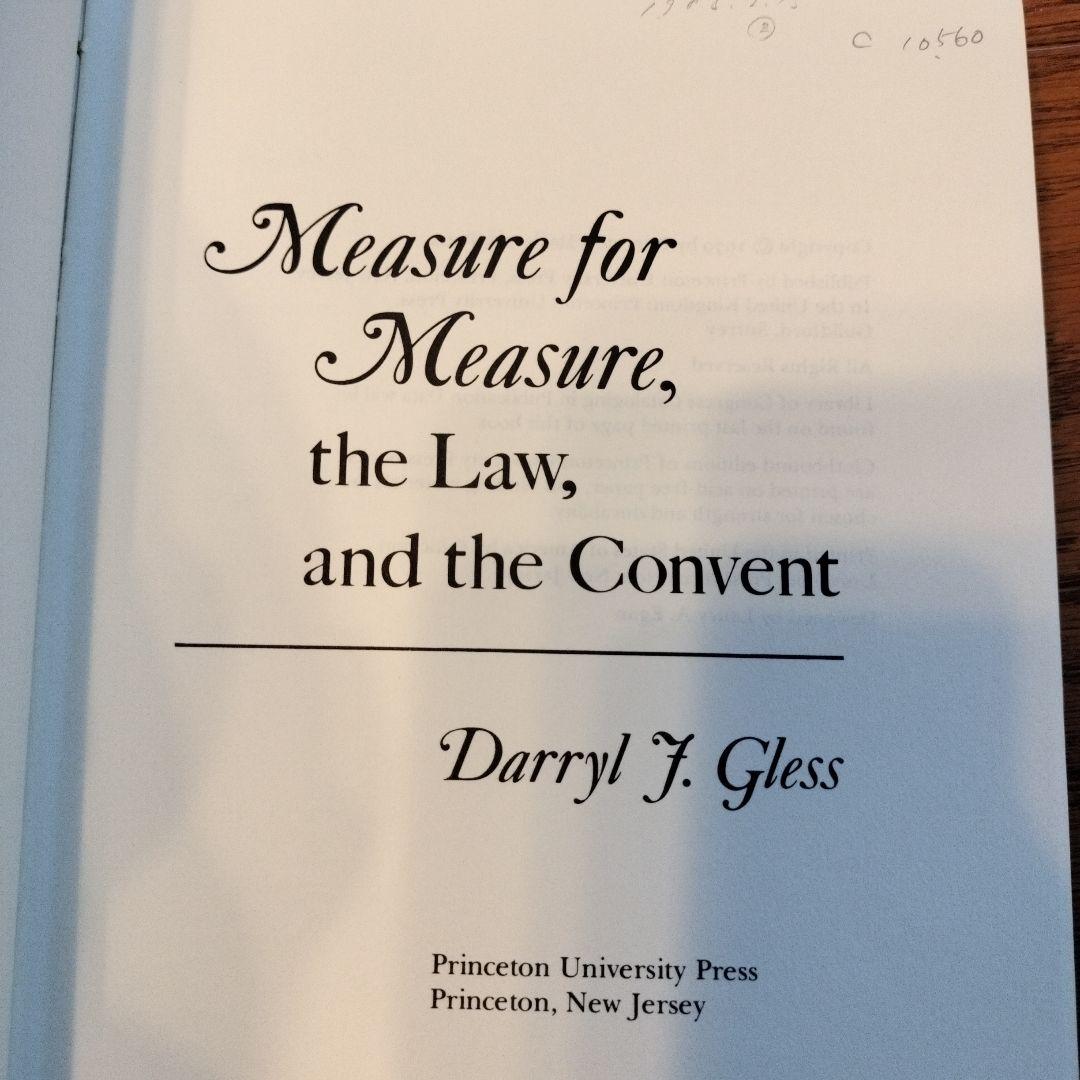 C 10560
Measure for
Measure,
the Law,
and the Convent
Darryl J. Gless
Princeton University Press
Princeton, New Jersey